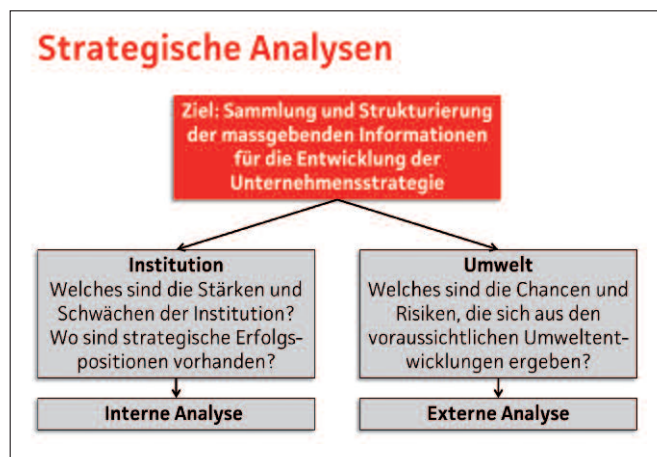 Strategische Analysen
Ziel: Sammlung und Strukturierung
der massgebenden Informationen
für die Entwicklung der
Unternehmensstrategie
Institution
Welches sind die Stärken und
Schwächen der Institution?
Wo sind strategische Erfolgs-
positionen vorhanden?
Umwelt
Welches sind die Chancen und
Risiken, die sich aus den
voraussichtlichen Umweltent-
wicklungen ergeben?
Interne Analyse
Externe Analyse